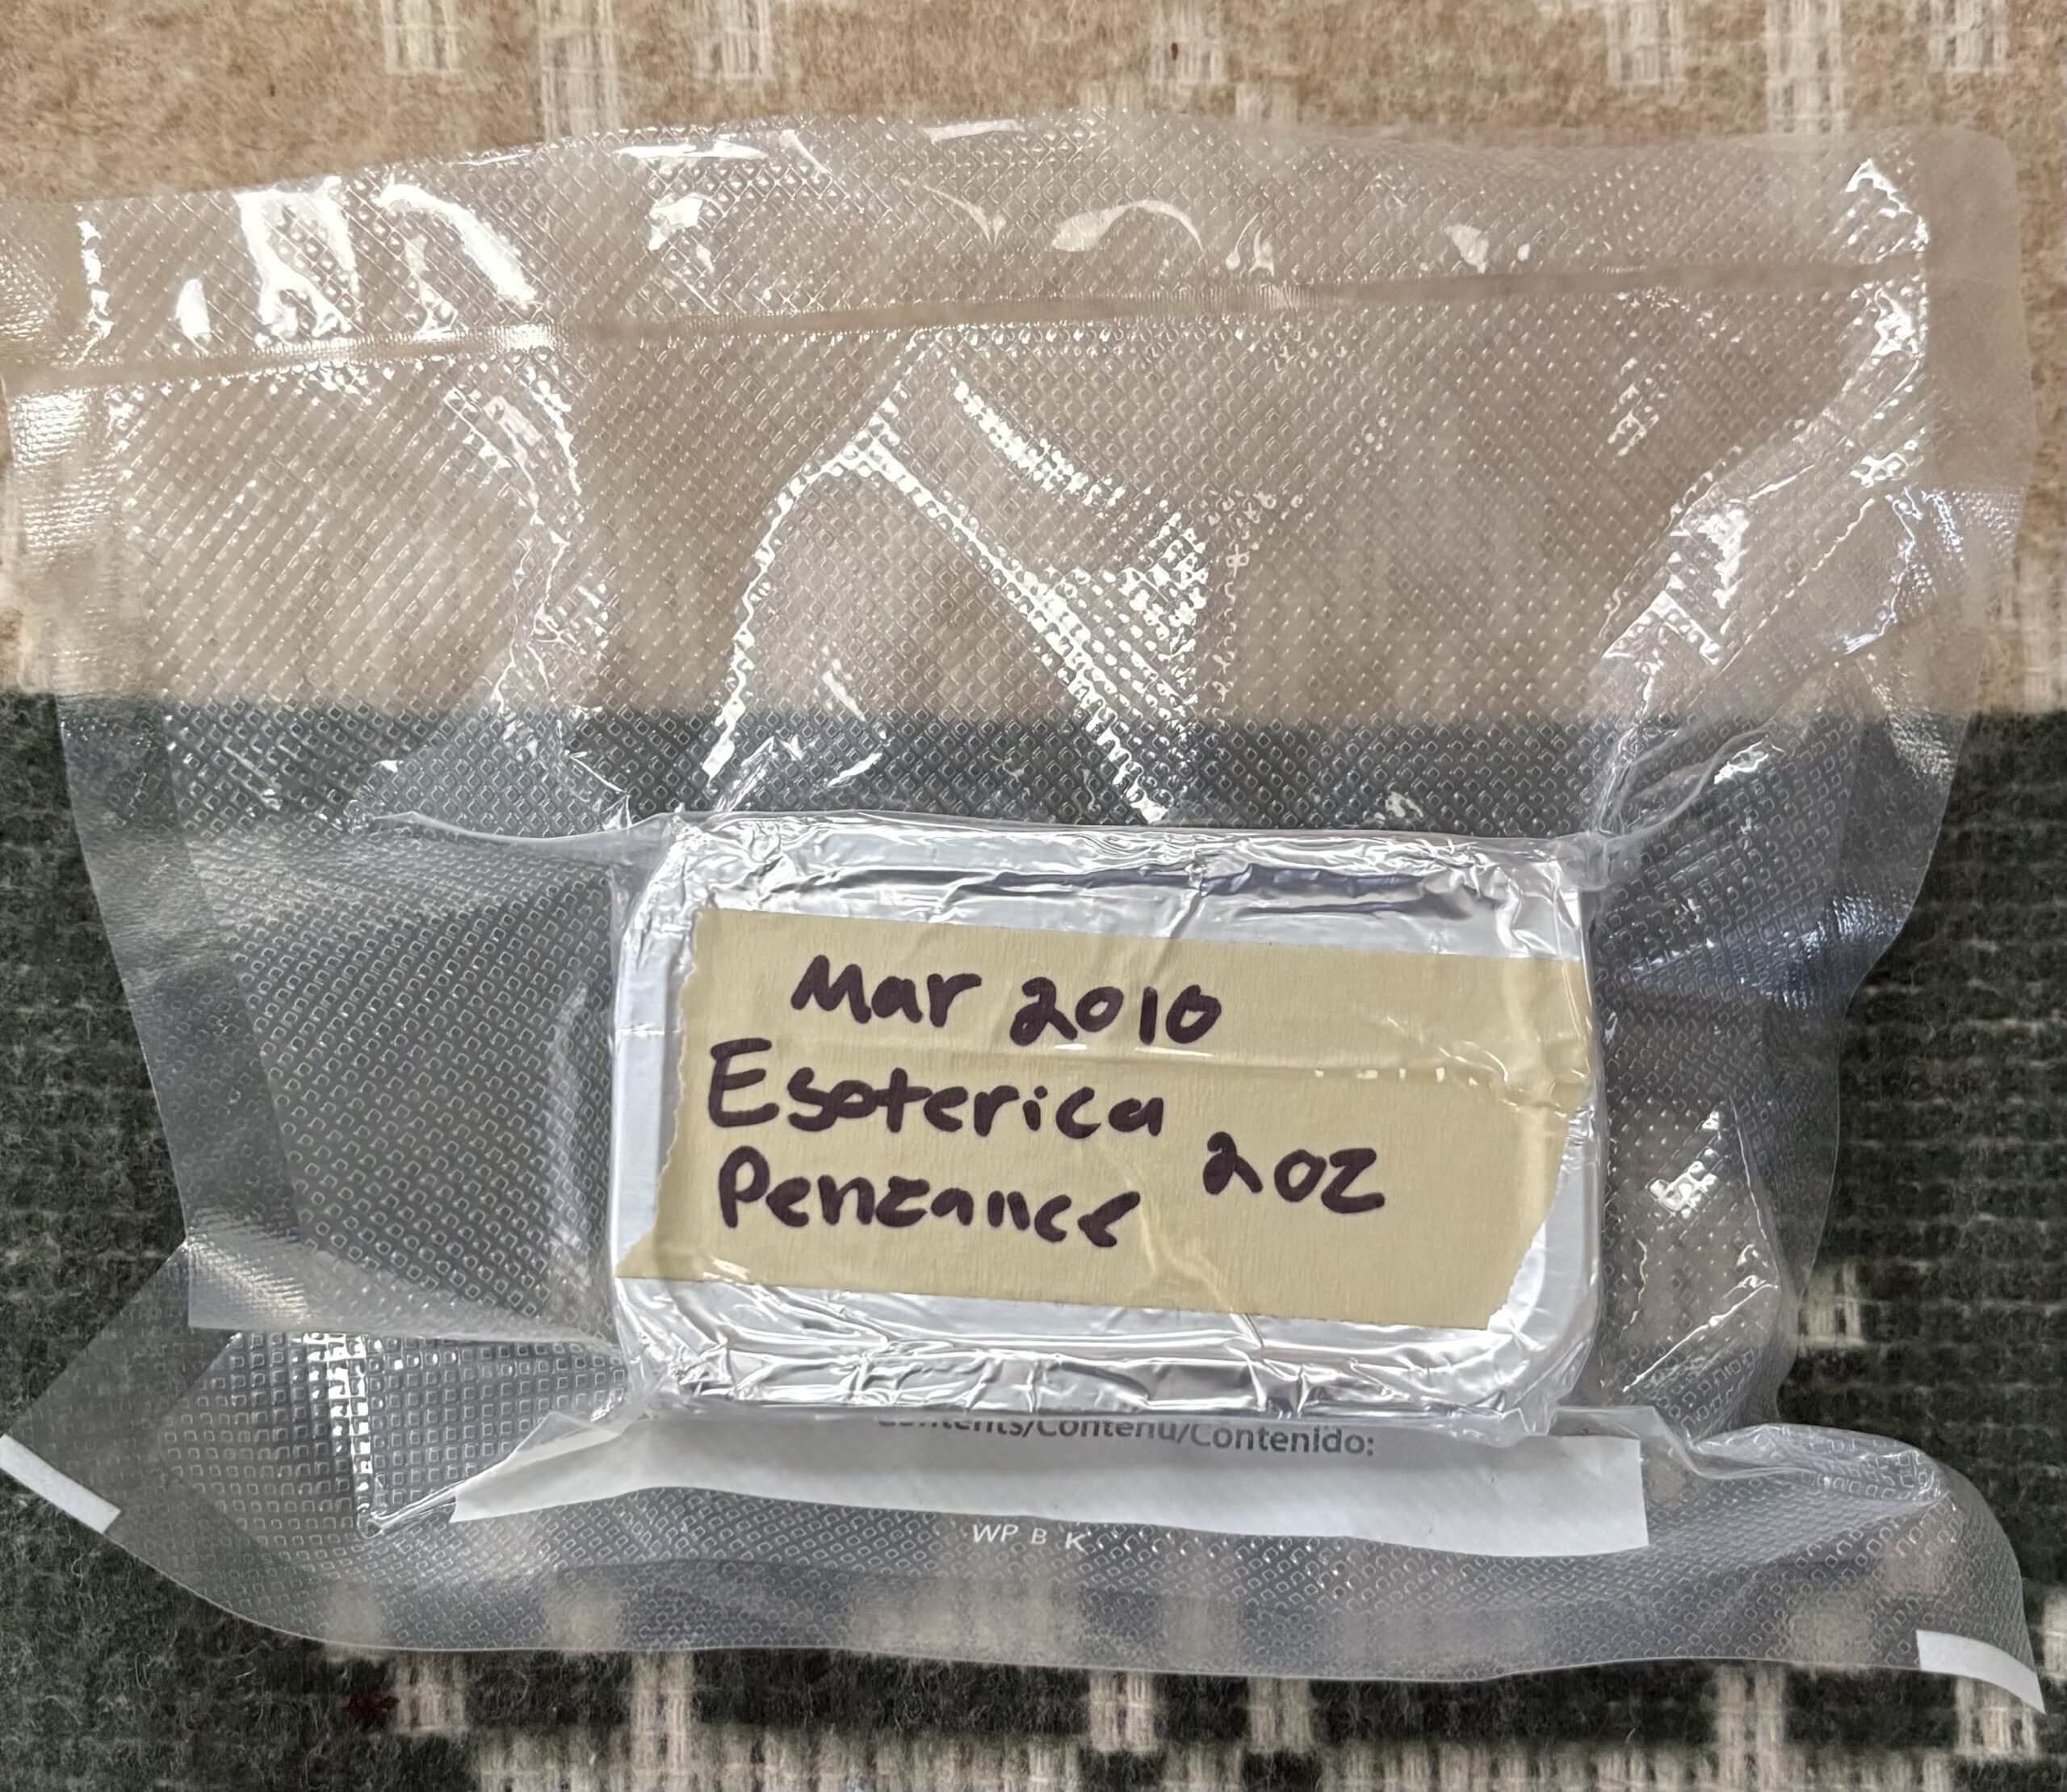 Mar 2010
Esoterica
Penzance 2oz
Contents/Contenu/Contenido:
WP B K